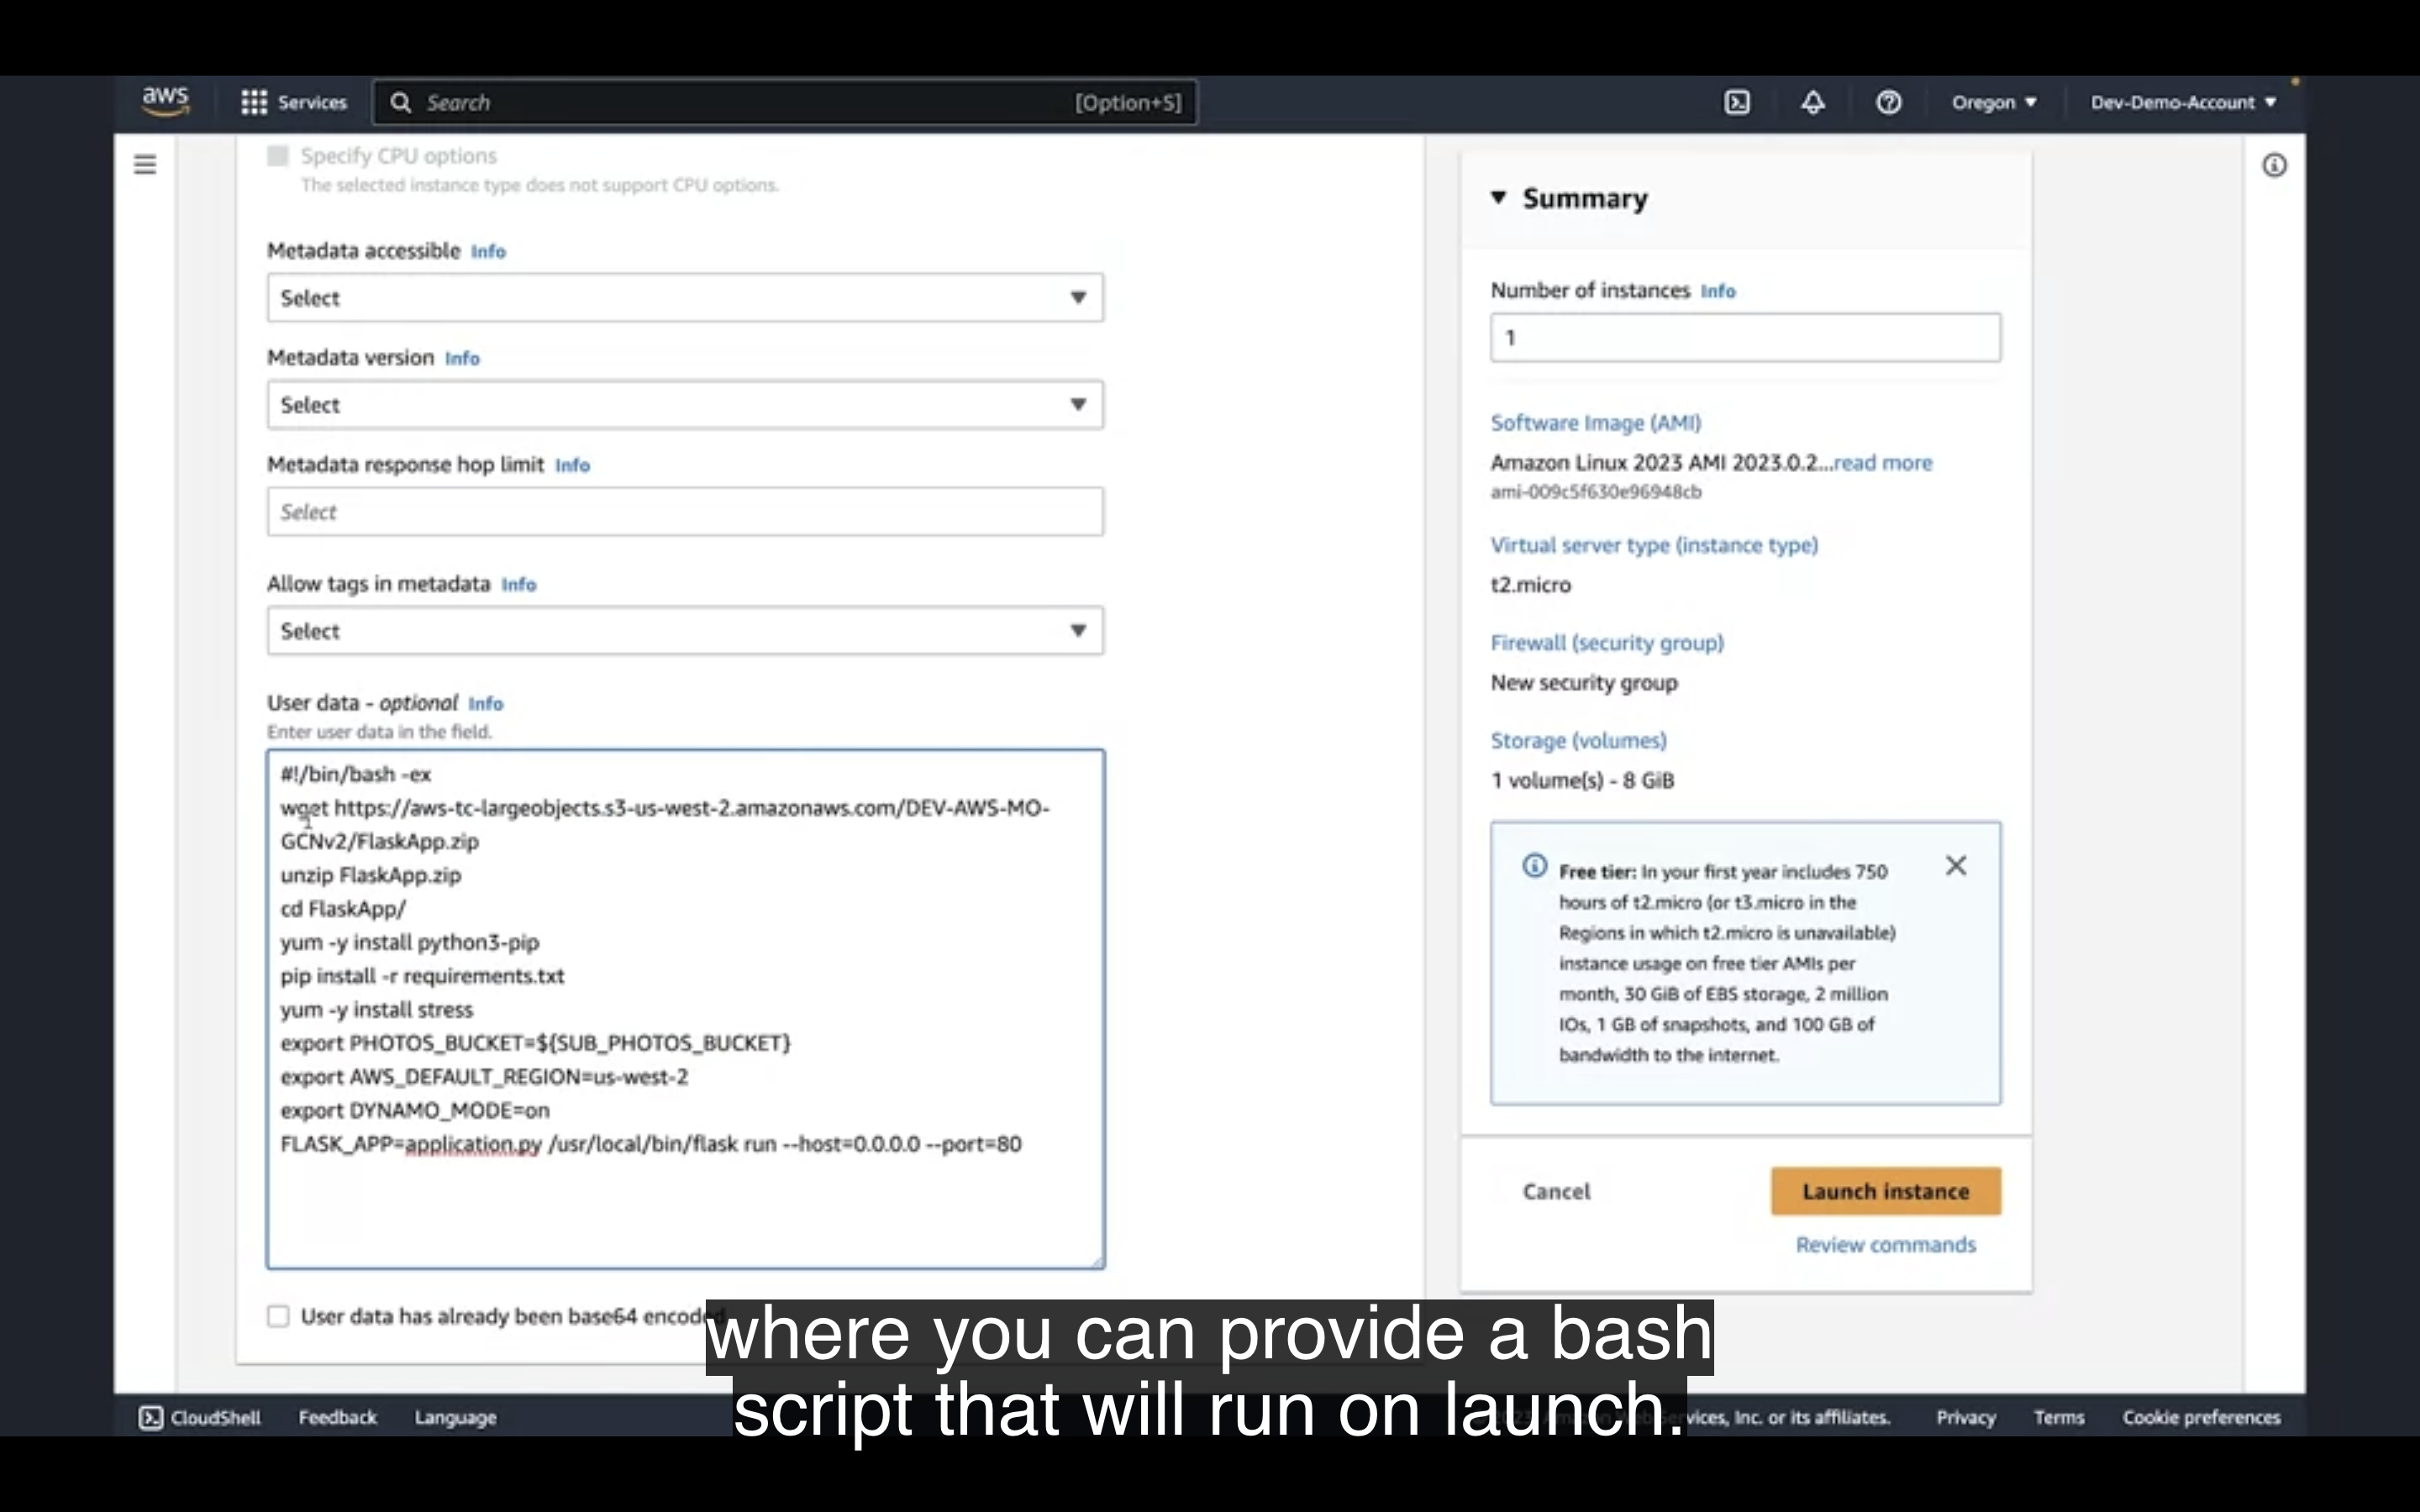 aws
Services
Search
[Option+S]
Oregon
Dev-Demo-Account
Specify CPU options
The selected instance type does not support CPU options.
Metadata accessible Info
Select
Metadata version Info
Select
Metadata response hop limit Info
Select
Allow tags in metadata Info
Select
User data - optional Info
Enter user data in the field.
#!/bin/bash -ex
wget https://aws-tc-largeobjects.s3-us-west-2.amazonaws.com/DEV-AWS-MO-
GCNv2/FlaskApp.zip
unzip FlaskApp.zip
cd FlaskApp/
yum -y install python3-pip
pip install -r requirements.txt
yum -y install stress
export PHOTOS_BUCKET=${SUB_PHOTOS_BUCKET}
export AWS_DEFAULT_REGION=us-west-2
export DYNAMO_MODE=on
FLASK_APP=application.py /usr/local/bin/flask run --host=0.0.0.0 --port=80
User data has already been base64 encoded
Summary
Number of instances Info
1
Software Image (AMI)
Amazon Linux 2023 AMI 2023.0.2...read more
ami-009c5f630e96948cb
Virtual server type (instance type)
t2.micro
Firewall (security group)
New security group
Storage (volumes)
1 volume(s) - 8 GiB
Free tier: In your first year includes 750
hours of t2.micro (or t3.micro in the
Regions in which t2.micro is unavailable)
instance usage on free tier AMIs per
month, 30 GiB of EBS storage, 2 million
IOs, 1 GB of snapshots, and 100 GB of
bandwidth to the internet.
Cancel
Launch instance
Review commands
where you can provide a bash
script that will run on launch.
CloudShell
Feedback
Language
vices, Inc. or its affiliates.
Privacy
Terms
Cookie preferences